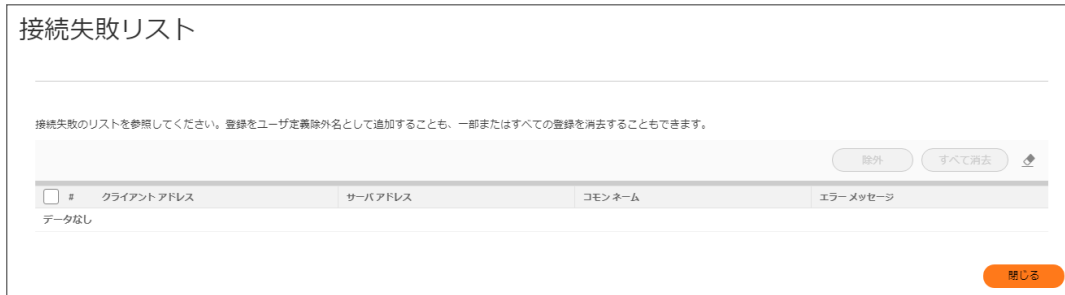 接続失敗リスト
接続失敗のリストを参照してください。登録をユーザ定義除外名として追加することも、一部またはすべての登録を消去することもできます。
除外 すべて消去
# クライアント アドレス サーバ アドレス コモン ネーム エラー メッセージ
データなし
閉じる